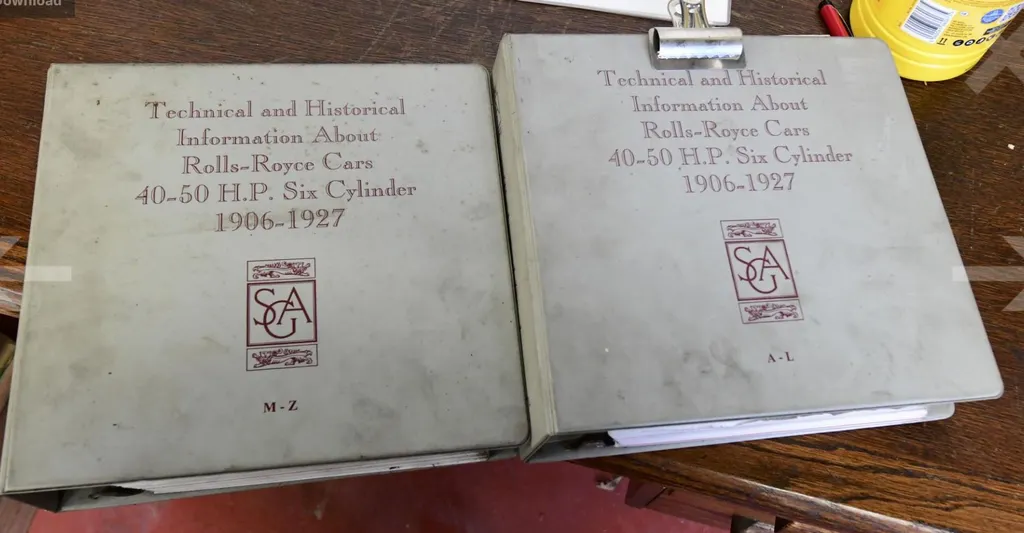 Download
Technical and Historical
Information About
Rolls-Royce Cars
40-50 H.P. Six Cylinder
1906-1927
SGA
M - Z
Technical and Historical
Information About
Rolls-Royce Cars
40-50 H.P. Six Cylinder
1906-1927
SGA
A - L